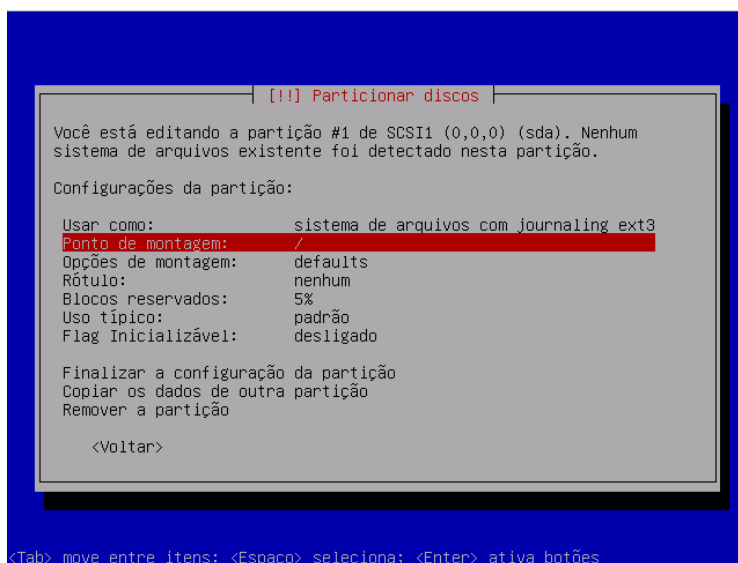 [!!] Particionar discos
Você está editando a partição #1 de SCSI1 (0,0,0) (sda). Nenhum
sistema de arquivos existente foi detectado nesta partição.
Configurações da partição:
Usar como: sistema de arquivos com journaling ext3
Ponto de montagem: /
Opções de montagem: defaults
Rótulo: nenhum
Blocos reservados: 5%
Uso típico: padrão
Flag Inicializável: desligado
Finalizar a configuração da partição
Copiar os dados de outra partição
Remover a partição
<Voltar>
<Tab> move entre itens; <Espaço> seleciona; <Enter> ativa botões